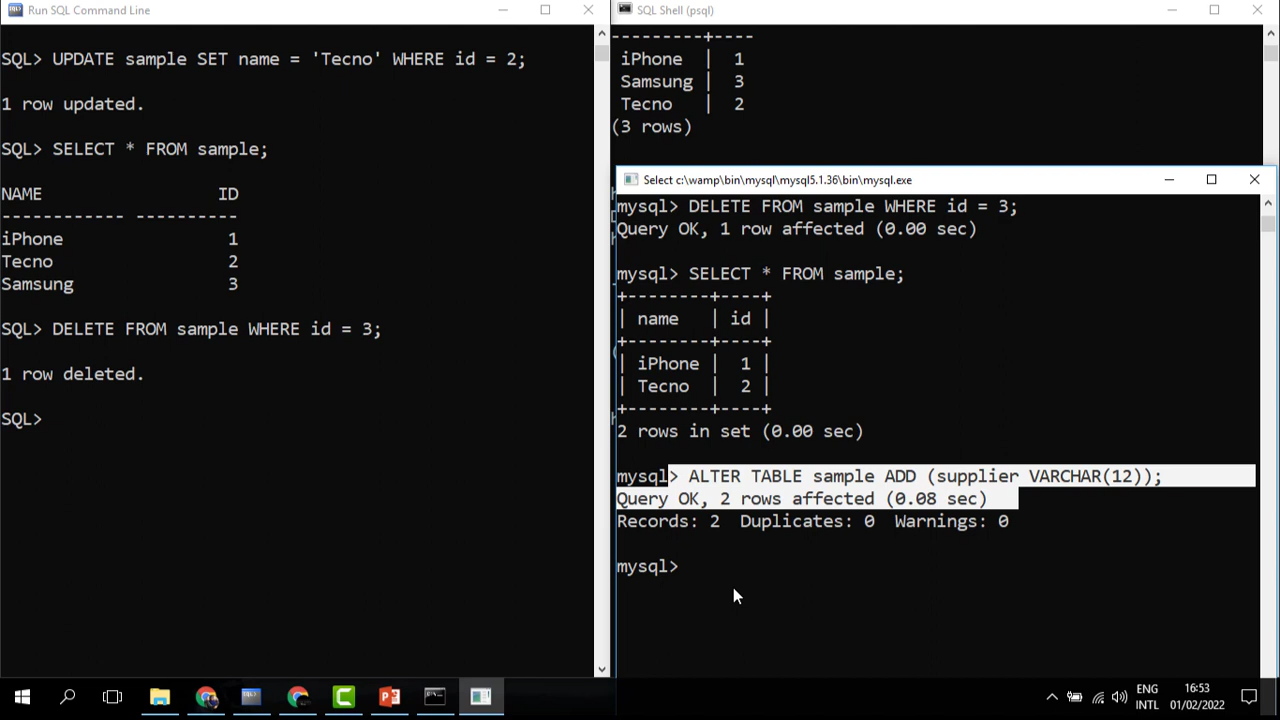 Run SQL Command Line
SQL> UPDATE sample SET name = 'Tecno' WHERE id = 2;
1 row updated.
SQL> SELECT * FROM sample;
NAME ID
------------ ----------
iPhone 1
Tecno 2
Samsung 3
SQL> DELETE FROM sample WHERE id = 3;
1 row deleted.
SQL>
SQL Shell (psql)
---------+----
iPhone | 1
Samsung | 3
Tecno | 2
(3 rows)
Select c:\wamp\bin\mysql\mysql5.1.36\bin\mysql.exe
mysql> DELETE FROM sample WHERE id = 3;
Query OK, 1 row affected (0.00 sec)
mysql> SELECT * FROM sample;
+--------+----+
| name | id |
+--------+----+
| iPhone | 1 |
| Tecno | 2 |
+--------+----+
2 rows in set (0.00 sec)
mysql> ALTER TABLE sample ADD (supplier VARCHAR(12));
Query OK, 2 rows affected (0.08 sec)
Records: 2 Duplicates: 0 Warnings: 0
mysql>
ENG
INTL
16:53
01/02/2022